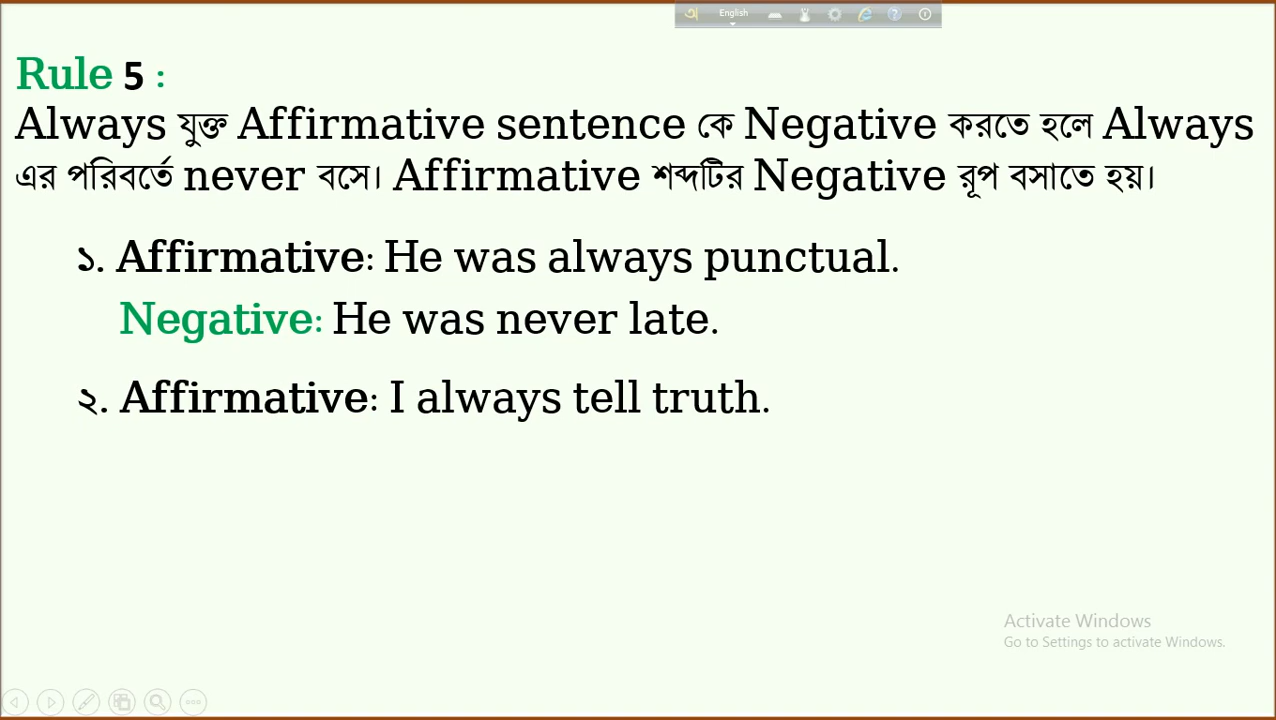 অ English
Rule 5 :
Always যুক্ত Affirmative sentence কে Negative করতে হলে Always
এর পরিবর্তে never বসে। Affirmative শব্দটির Negative রূপ বসাতে হয়।
১. Affirmative: He was always punctual.
Negative: He was never late.
২. Affirmative: I always tell truth.
Activate Windows
Go to Settings to activate Windows.